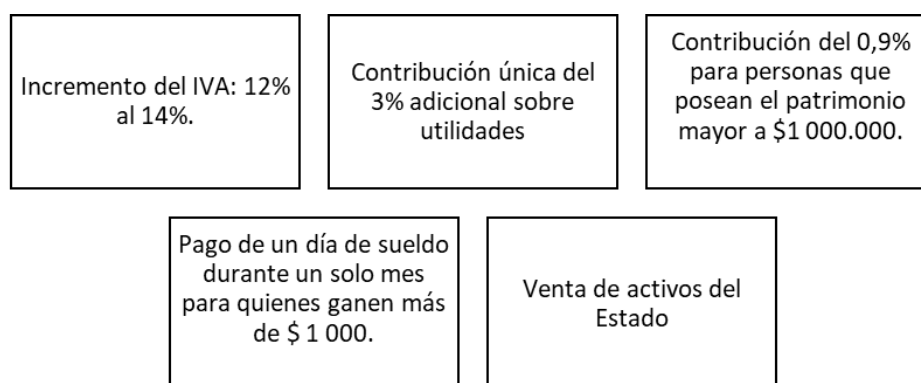 Incremento del IVA: 12%
al 14%.
Contribución única del
3% adicional sobre
utilidades
Contribución del 0,9%
para personas que
posean el patrimonio
mayor a $1 000.000.
Pago de un día de sueldo
durante un solo mes
para quienes ganen más
de $ 1 000.
Venta de activos del
Estado